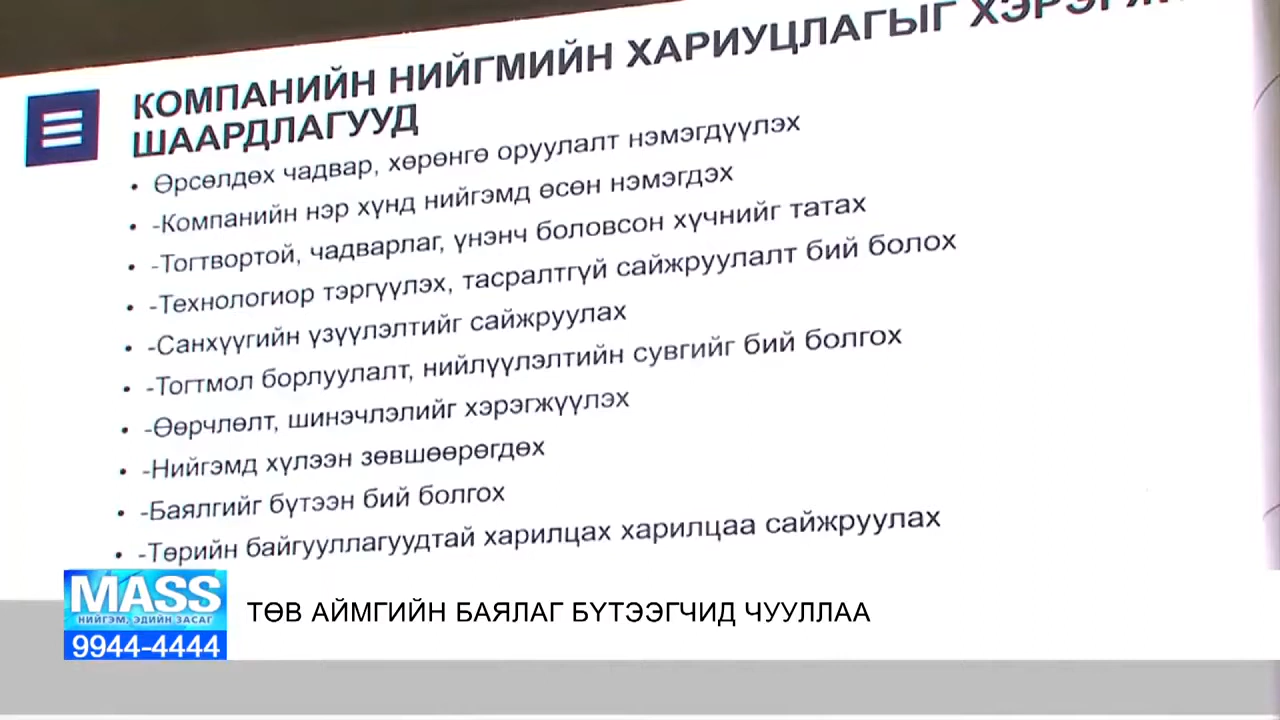 КОМПАНИЙН НИЙГМИЙН ХАРИУЦЛАГЫГ
ШААРДЛАГУУД
• Өрсөлдөх чадвар, хөрөнгө оруулалт нэмэгдүүлэх
• -Компанийн нэр хүнд нийгэмд өсөн нэмэгдэх
• -Тогтвортой, чадварлаг, үнэнч боловсон хүчнийг татах
• -Технологиор тэргүүлэх, тасралтгүй сайжруулалт бий болох
• -Санхүүгийн үзүүлэлтийг сайжруулах
• -Тогтмол борлуулалт, нийлүүлэлтийн сувгийг бий болгох
• -Өөрчлөлт, шинэчлэлийг хэрэгжүүлэх
• -Нийгэмд хүлээн зөвшөөрөгдөх
• -Баялгийг бүтээн бий болгох
• -Төрийн байгууллагуудтай харилцах харилцаа сайжруулах
MASS
НИЙГЭМ, ЭДИЙН ЗАСАГ
9944-4444
ТӨВ АЙМГИЙН БАЯЛАГ БҮТЭЭГЧИД ЧУУЛЛАА